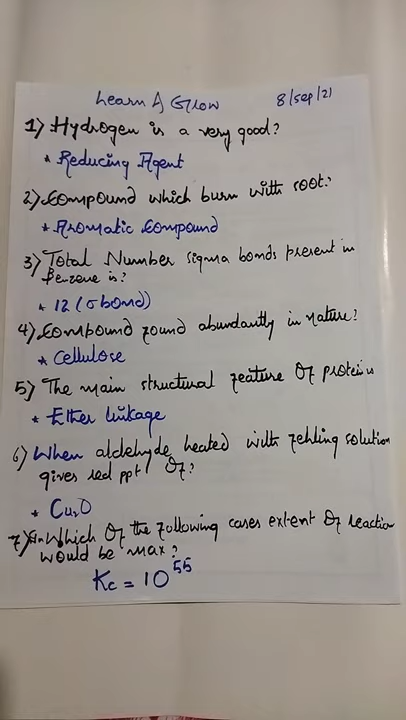 Learn & Grow 8/sep/21
1) Hydrogen is a very good?
* Reducing Agent
2) Compound which burn with soot?
* Aromatic Compound
3) Total Number sigma bonds present in
Benzene is?
* 12 (σ bond)
4) Compound found abundantly in nature?
* Cellulose
5) The main structural feature Of protein is
* Ether linkage
6) When aldehyde heated with fehling solution
gives red ppt Of?
* Cu₂O
7) In Which Of the following cases extent Of reaction
would be max?
Kc = 10⁵⁵